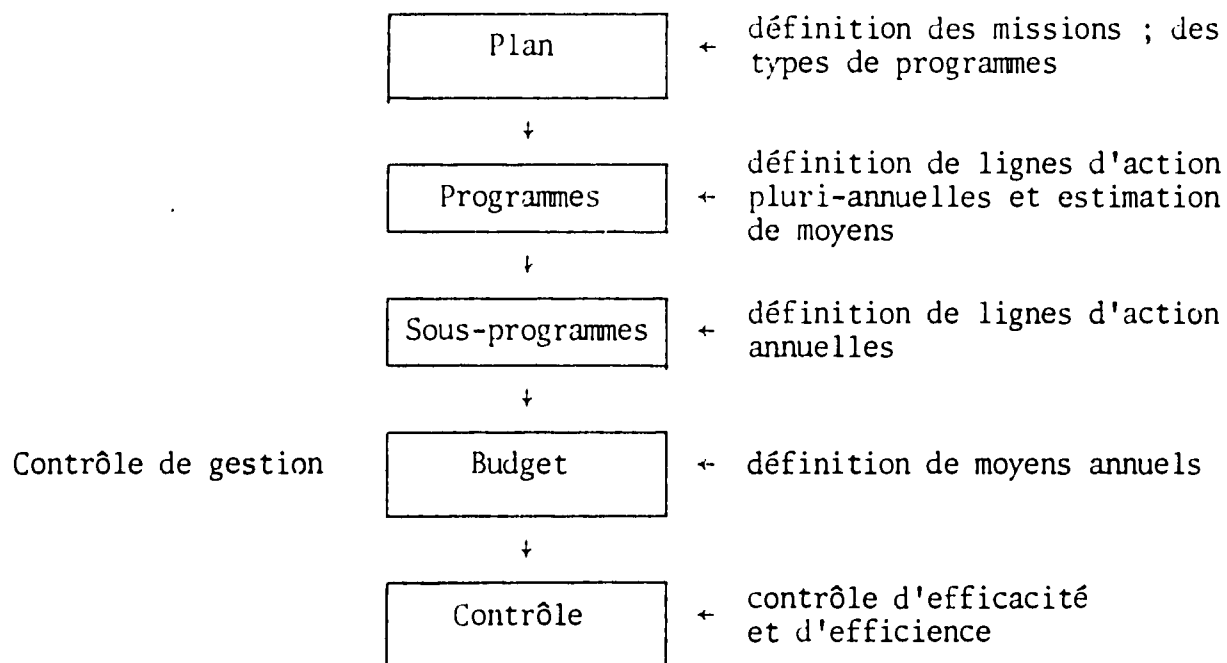 Plan
← définition des missions ; des
types de programmes
↓
Programmes
définition de lignes d'action
← pluri-annuelles et estimation
de moyens
↓
Sous-programmes
← définition de lignes d'action
annuelles
↓
Contrôle de gestion
Budget
← définition de moyens annuels
↓
Contrôle
← contrôle d'efficacité
et d'efficience